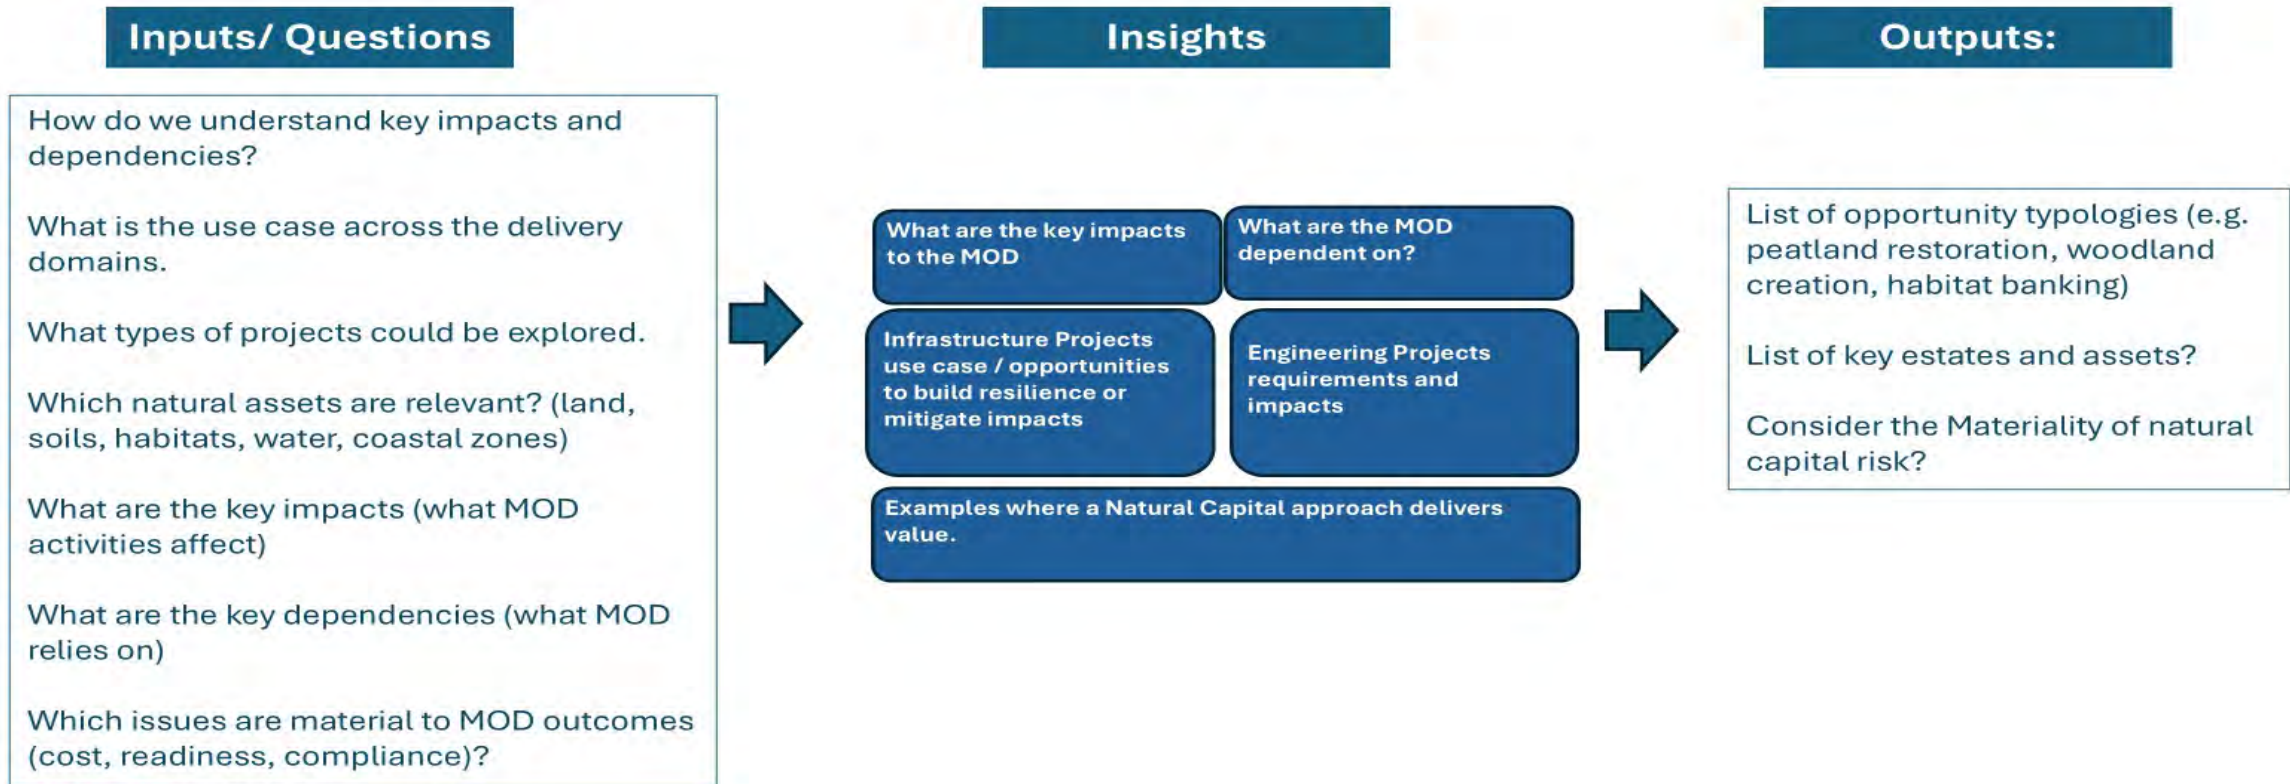 Inputs/ Questions
How do we understand key impacts and
dependencies?
What is the use case across the delivery
domains.
What types of projects could be explored.
Which natural assets are relevant? (land,
soils, habitats, water, coastal zones)
What are the key impacts (what MOD
activities affect)
What are the key dependencies (what MOD
relies on)
Which issues are material to MOD outcomes
(cost, readiness, compliance)?
Insights
What are the key impacts
to the MOD
What are the MOD
dependent on?
Infrastructure Projects
use case / opportunities
to build resilience or
mitigate impacts
Engineering Projects
requirements and
impacts
Examples where a Natural Capital approach delivers
value.
Outputs:
List of opportunity typologies (e.g.
peatland restoration, woodland
creation, habitat banking)
List of key estates and assets?
Consider the Materiality of natural
capital risk?